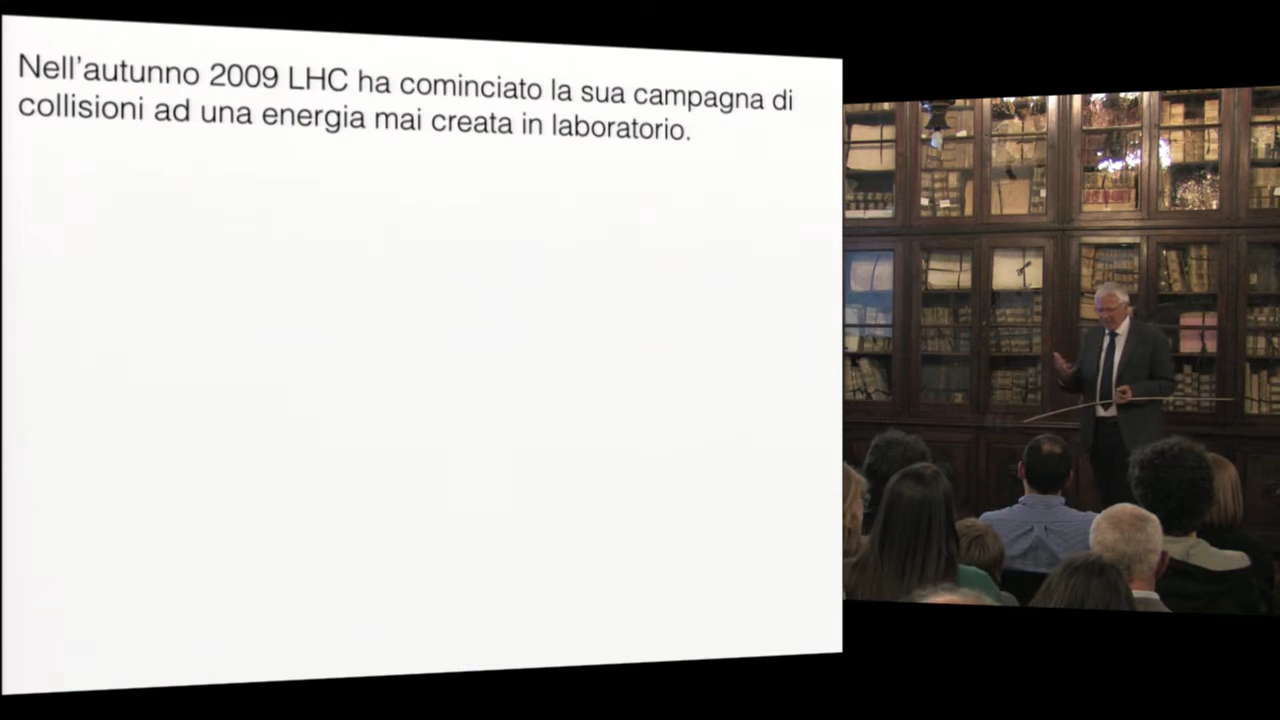 Nell'autunno 2009 LHC ha cominciato la sua campagna di
collisioni ad una energia mai creata in laboratorio.